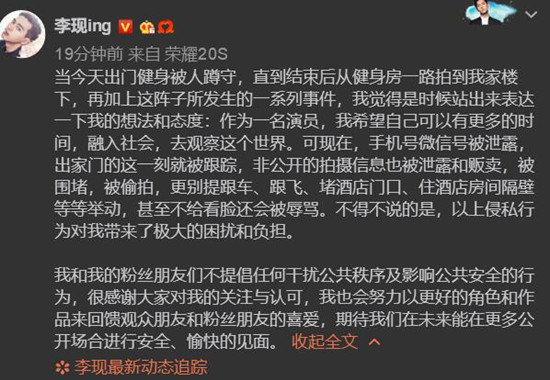 李现ing
19分钟前 来自 荣耀20S
当今天出门健身被人蹲守，直到结束后从健身房一路拍到我家楼
下，再加上这阵子所发生的一系列事件，我觉得是时候站出来表达
一下我的想法和态度：作为一名演员，我希望自己可以有更多的时
间，融入社会，去观察这个世界。可现在，手机号微信号被泄露，
出家门的这一刻就被跟踪，非公开的拍摄信息也被泄露和贩卖，被
围堵，被偷拍，更别提跟车、跟飞、堵酒店门口、住酒店房间隔壁
等等举动，甚至不给看脸还会被辱骂。不得不说的是，以上侵私行
为对我带来了极大的困扰和负担。
我和我的粉丝朋友们不提倡任何干扰公共秩序及影响公共安全的行
为，很感谢大家对我的关注与认可，我也会努力以更好的角色和作
品来回馈观众朋友和粉丝朋友的喜爱，期待我们在未来能在更多公
开场合进行安全、愉快的见面。 收起全文
李现最新动态追踪